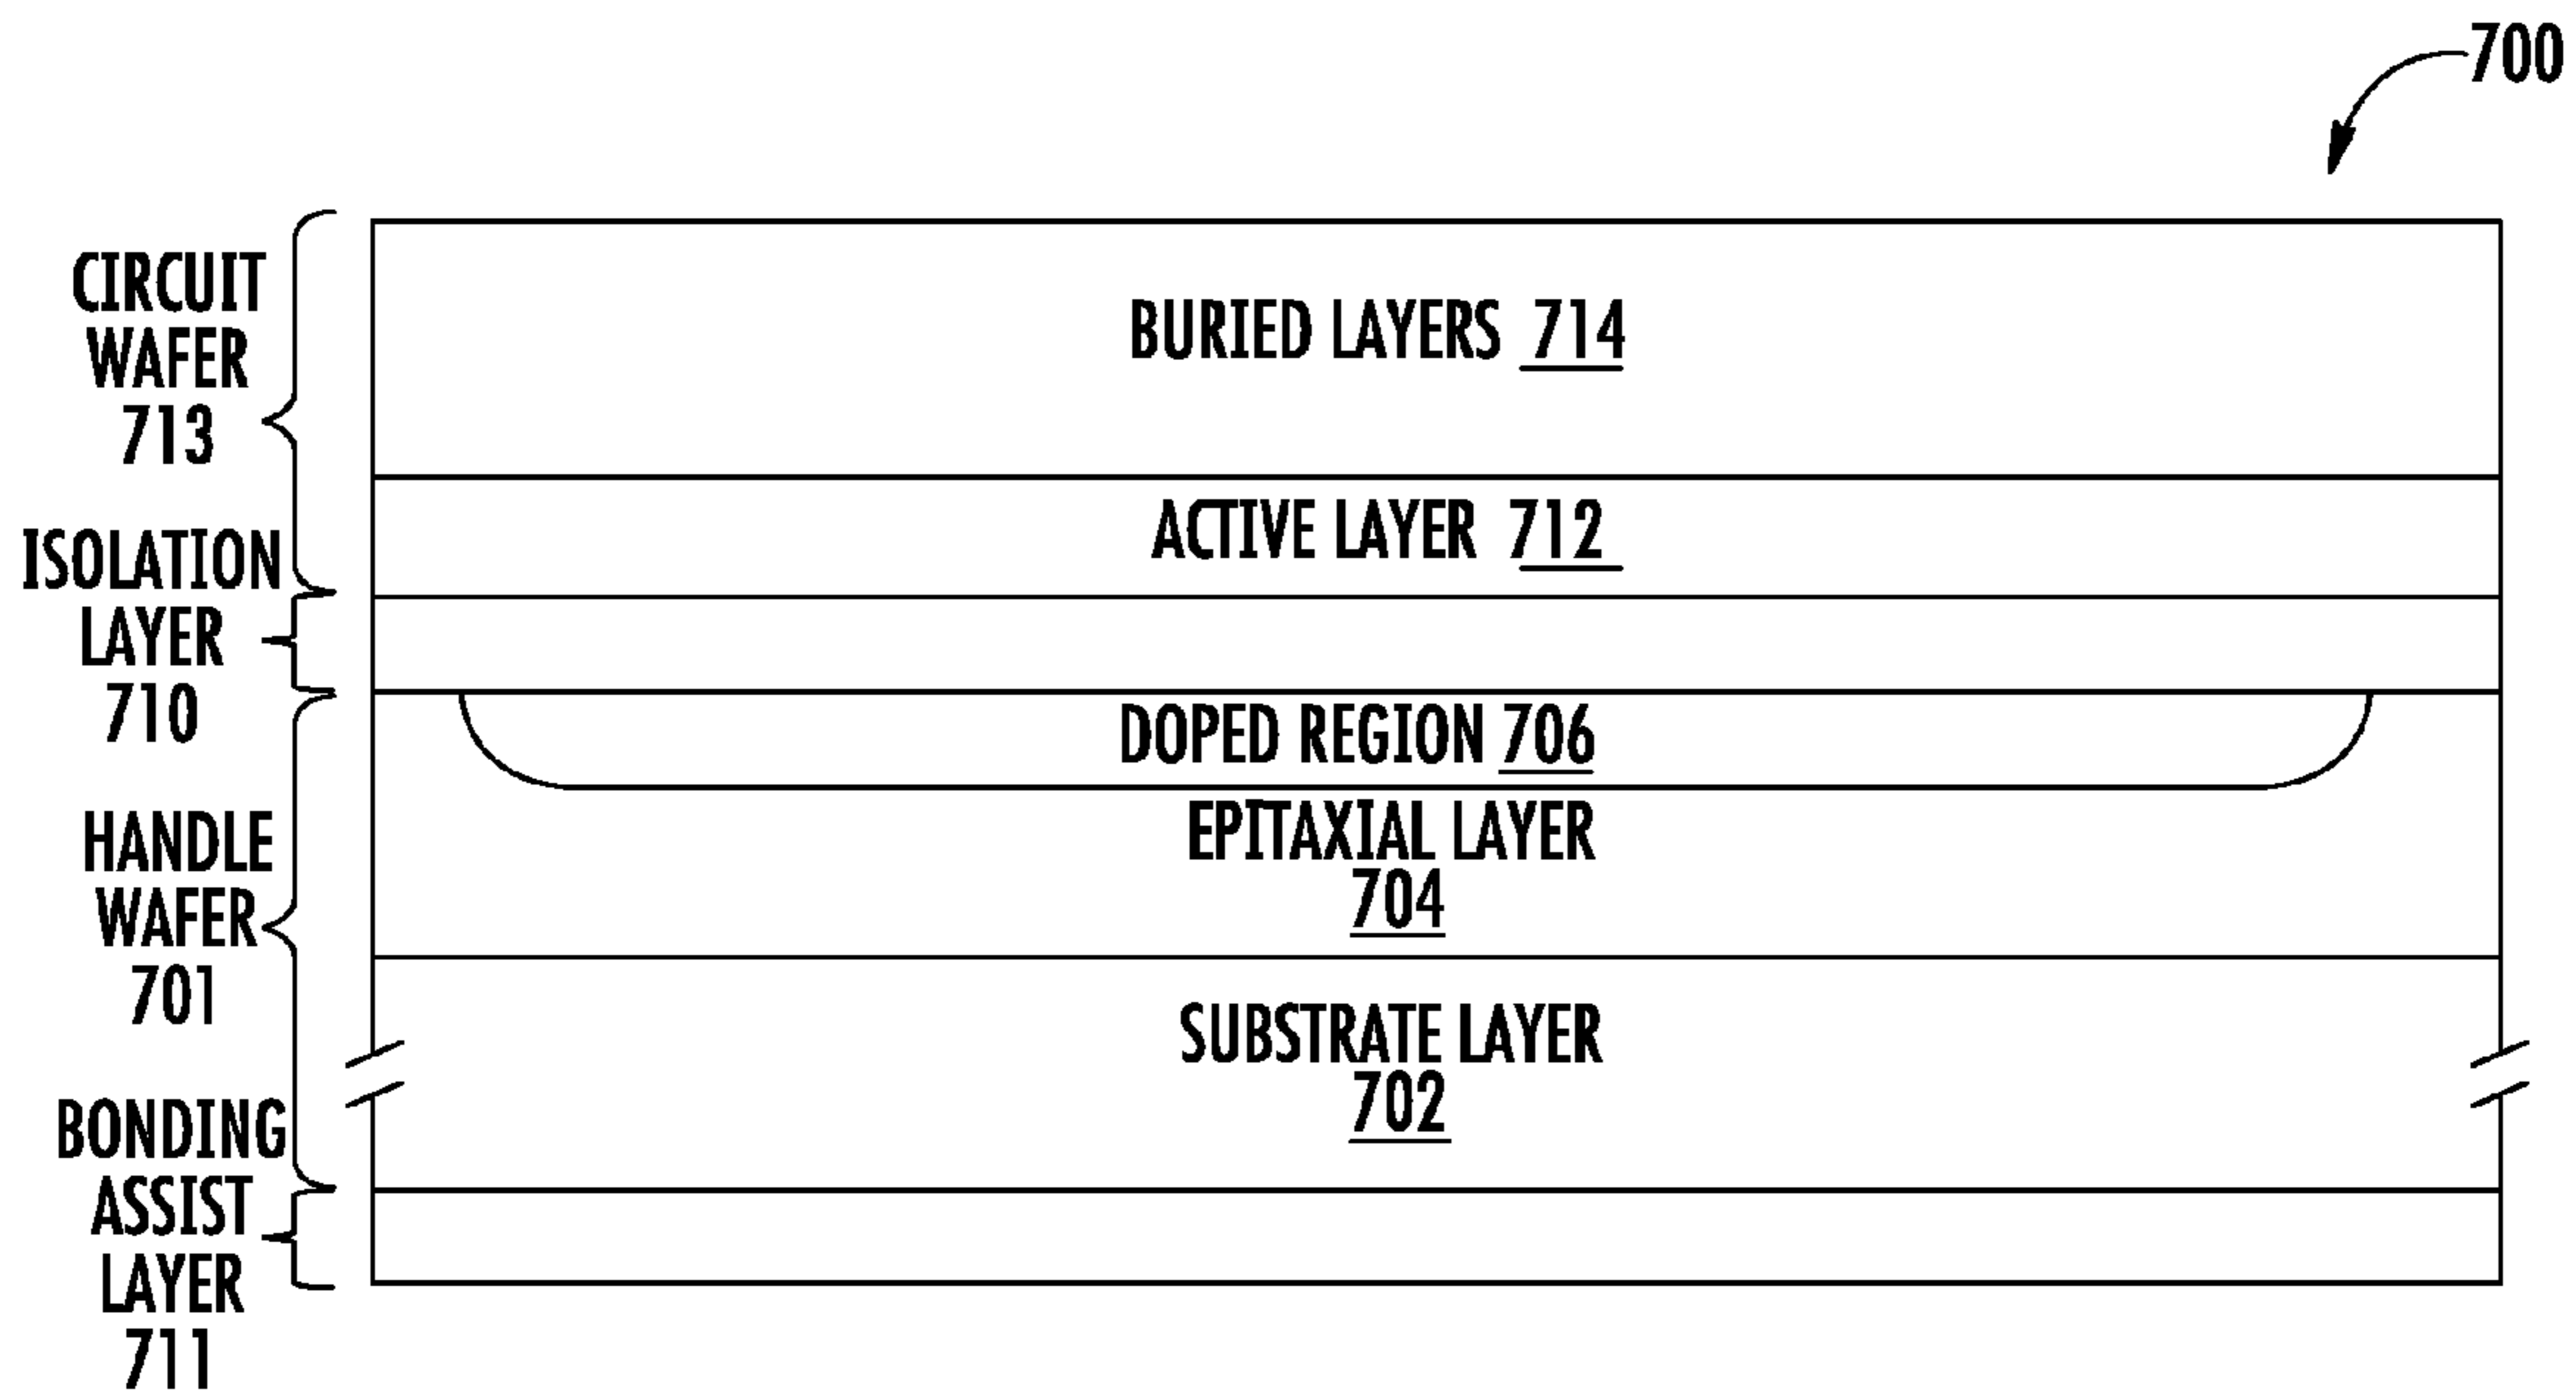 700
CIRCUIT
WAFER
713
BURIED LAYERS 714
ACTIVE LAYER 712
ISOLATION
LAYER
710
DOPED REGION 706
HANDLE
WAFER
701
EPITAXIAL LAYER
704
SUBSTRATE LAYER
702
BONDING
ASSIST
LAYER
711